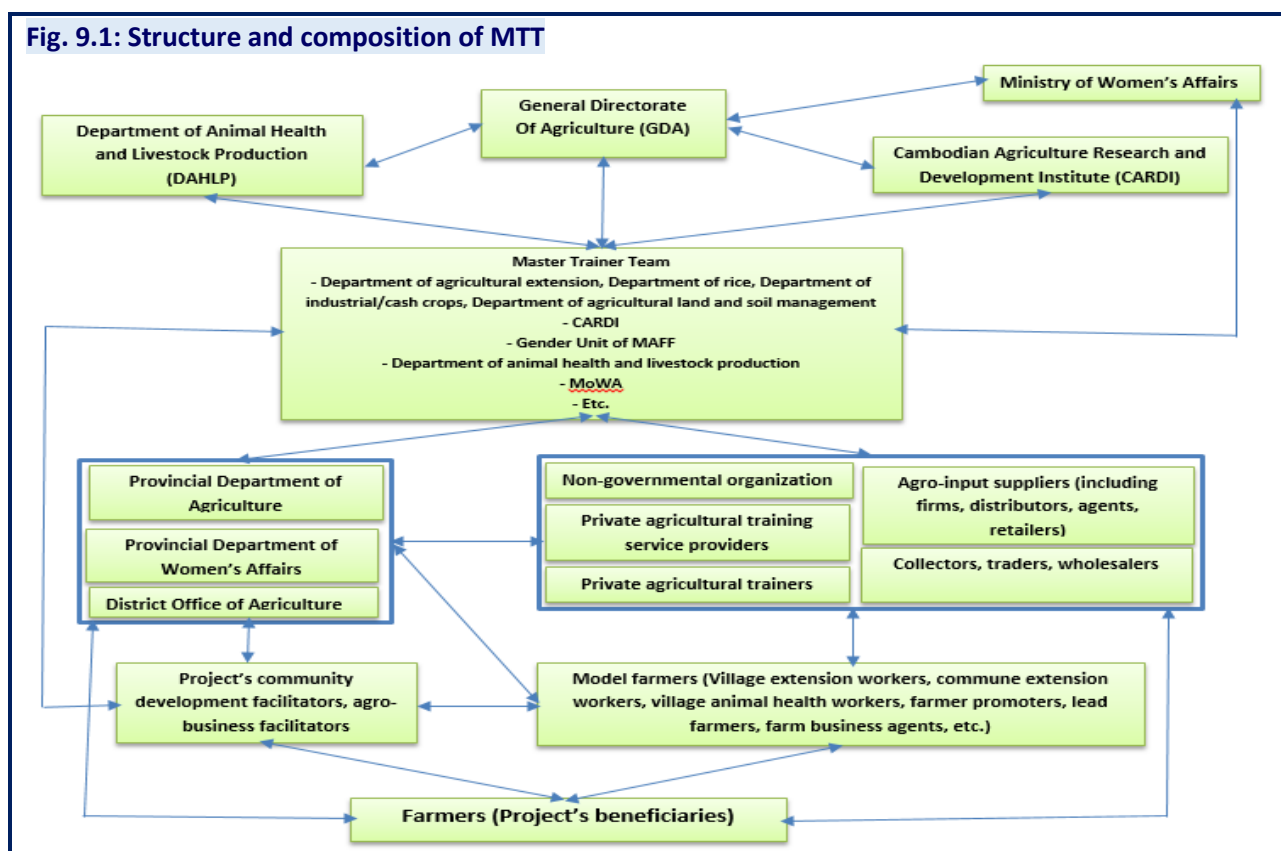 Fig. 9.1: Structure and composition of MTT
Ministry of Women's Affairs
General Directorate
Of Agriculture (GDA)
Department of Animal Health
and Livestock Production
(DAHLP)
Cambodian Agriculture Research and
Development Institute (CARDI)
Master Trainer Team
- Department of agricultural extension, Department of rice, Department of
industrial/cash crops, Department of agricultural land and soil management
- CARDI
- Gender Unit of MAFF
- Department of animal health and livestock production
- MoWA
- Etc.
Provincial Department of
Agriculture
Provincial Department of
Women's Affairs
District Office of Agriculture
Non-governmental organization
Private agricultural training
service providers
Private agricultural trainers
Agro-input suppliers (including
firms, distributors, agents,
retailers)
Collectors, traders, wholesalers
Project's community
development facilitators, agro-
business facilitators
Model farmers (Village extension workers, commune extension
workers, village animal health workers, farmer promoters, lead
farmers, farm business agents, etc.)
Farmers (Project's beneficiaries)